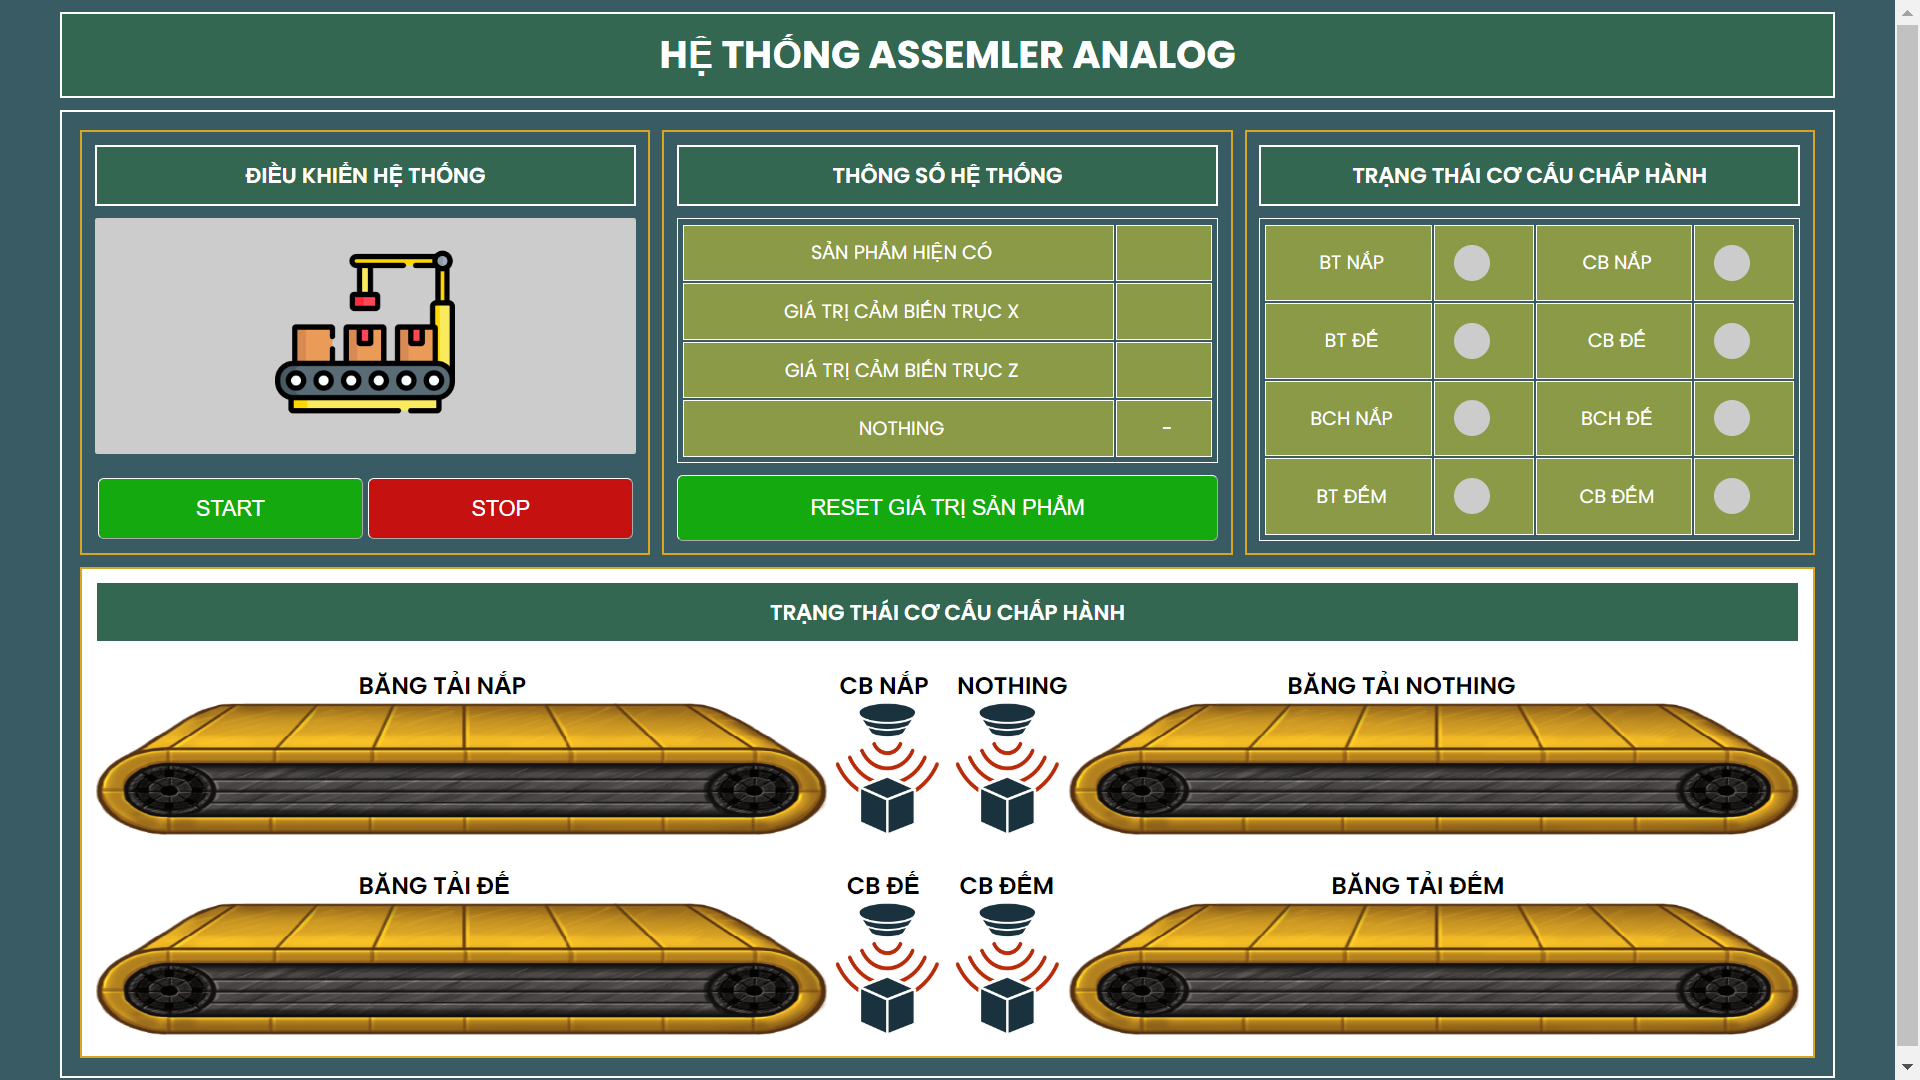 HỆ THỐNG ASSEMLER ANALOG
ĐIỀU KHIỂN HỆ THỐNG
START
STOP
THÔNG SỐ HỆ THỐNG
SẢN PHẨM HIỆN CÓ
GIÁ TRỊ CẢM BIẾN TRỤC X
GIÁ TRỊ CẢM BIẾN TRỤC Z
NOTHING -
RESET GIÁ TRỊ SẢN PHẨM
TRẠNG THÁI CƠ CẤU CHẤP HÀNH
BT NẮP CB NẮP
BT ĐẾ CB ĐẾ
BCH NẮP BCH ĐẾ
BT ĐẾM CB ĐẾM
TRẠNG THÁI CƠ CẤU CHẤP HÀNH
BĂNG TẢI NẮP CB NẮP NOTHING BĂNG TẢI NOTHING
BĂNG TẢI ĐẾ CB ĐẾ CB ĐẾM BĂNG TẢI ĐẾM